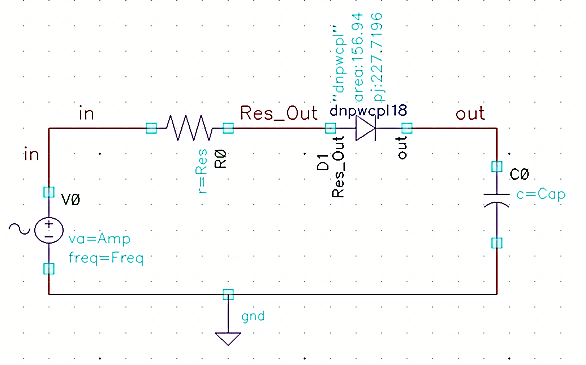 "dnpwcpl"
area:156.94
pj:227.7196
dnpwcpl18
in
Res_Out
out
in
r=Res
R0
D1
Res_Out
out
C0
c=Cap
V0
va=Amp
freq=Freq
gnd